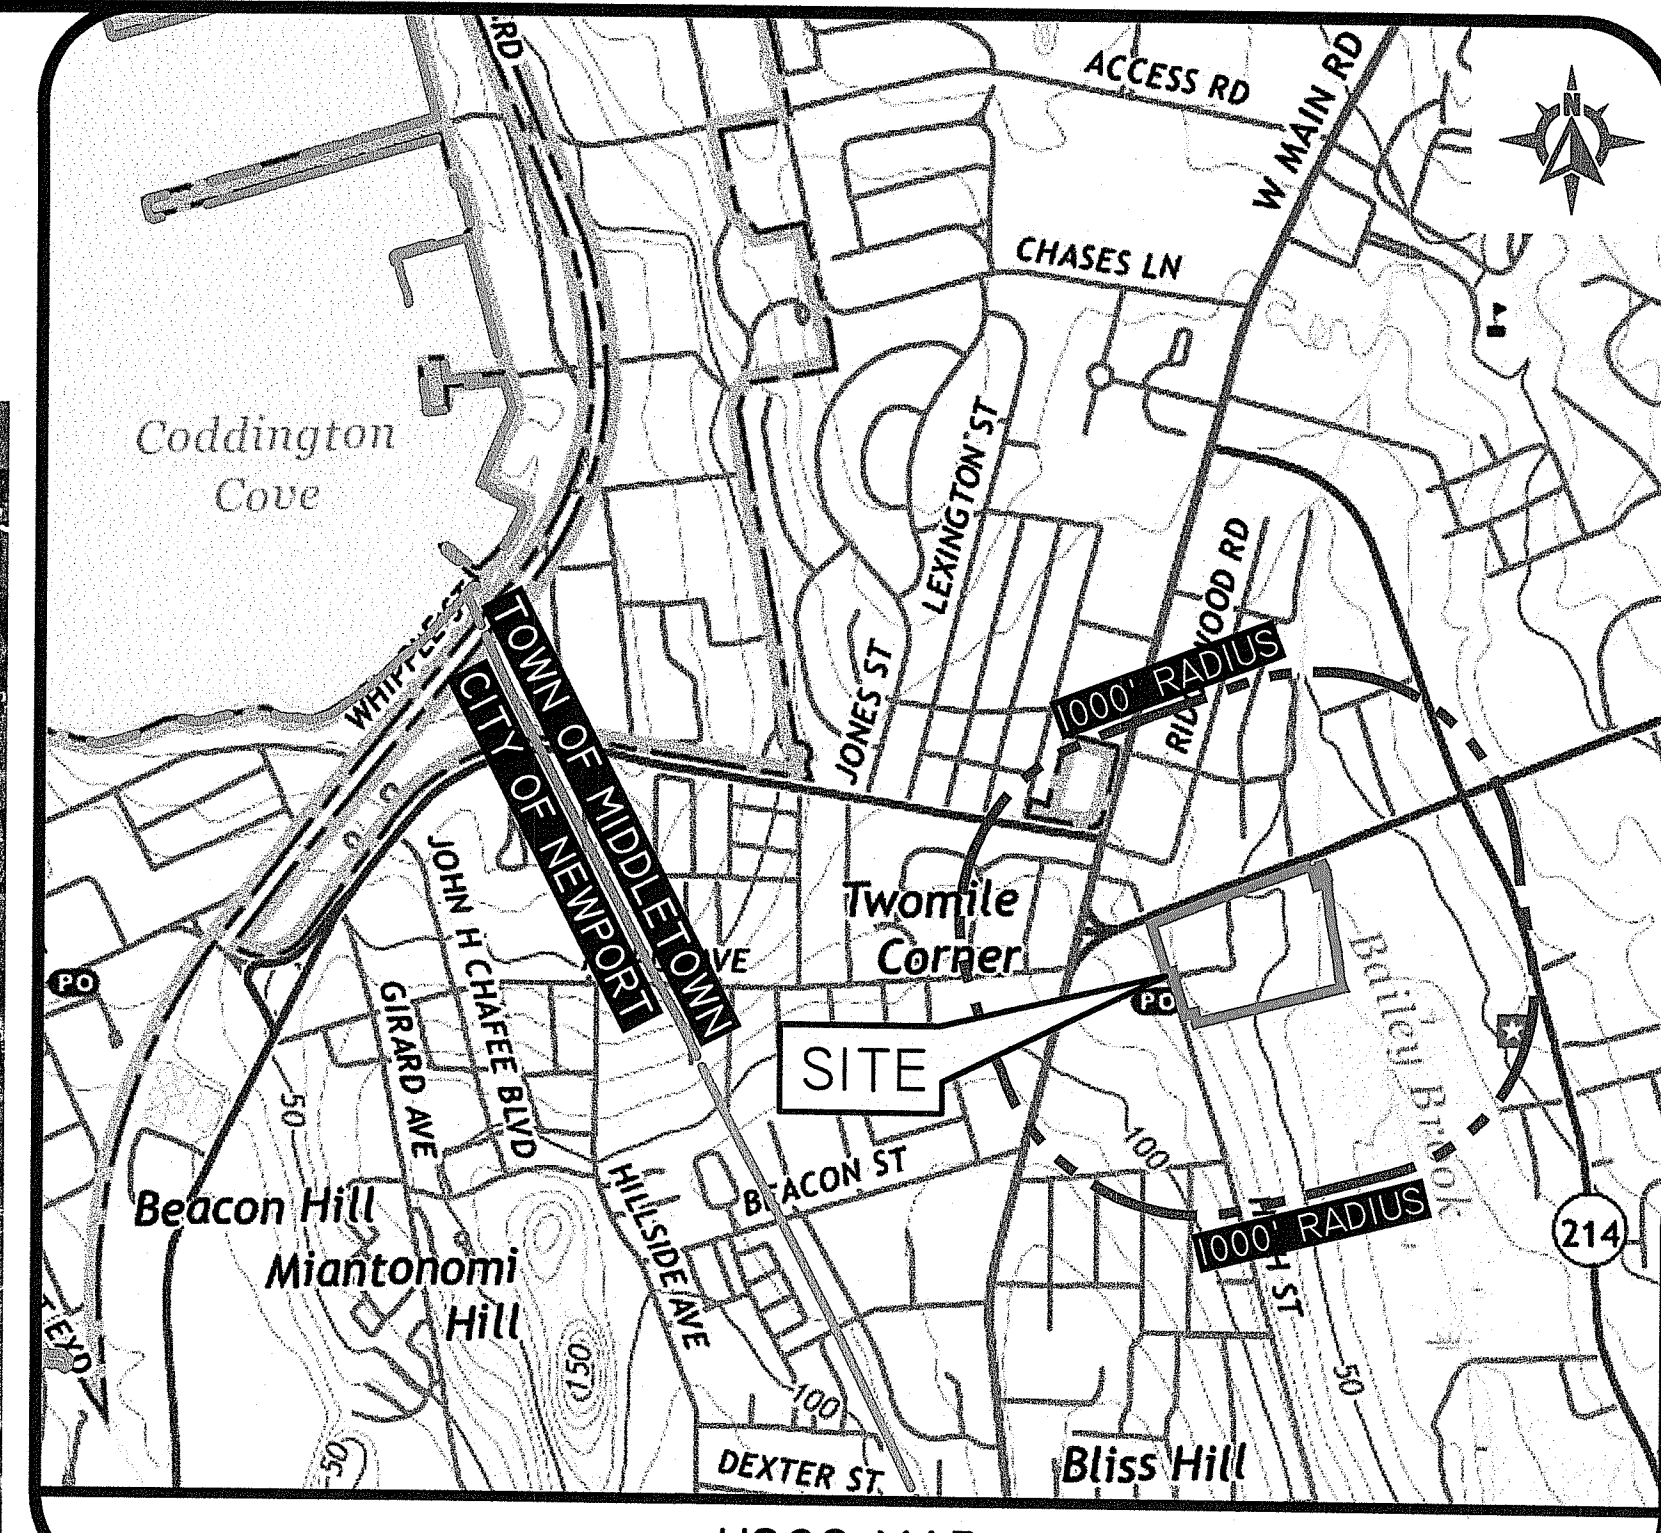 RD
ACCESS RD
W MAIN RD
N
CHASES LN
Coddington
Cove
LEXINGTON ST
WHIPPLE ST
TOWN OF MIDDLETOWN
CITY OF NEWPORT
JONES ST
1000' RADIUS
Twomile
Corner
JOHN H CHAFEE BLVD
GIRARD AVE
VE
PO
PO
SITE
Bailey Brook
50
100
BEACON ST
HILLSIDE AVE
Beacon Hill
Miantonomi
Hill
1000' RADIUS
H ST
214
150
100
50
50
DEXTER ST
Bliss Hill